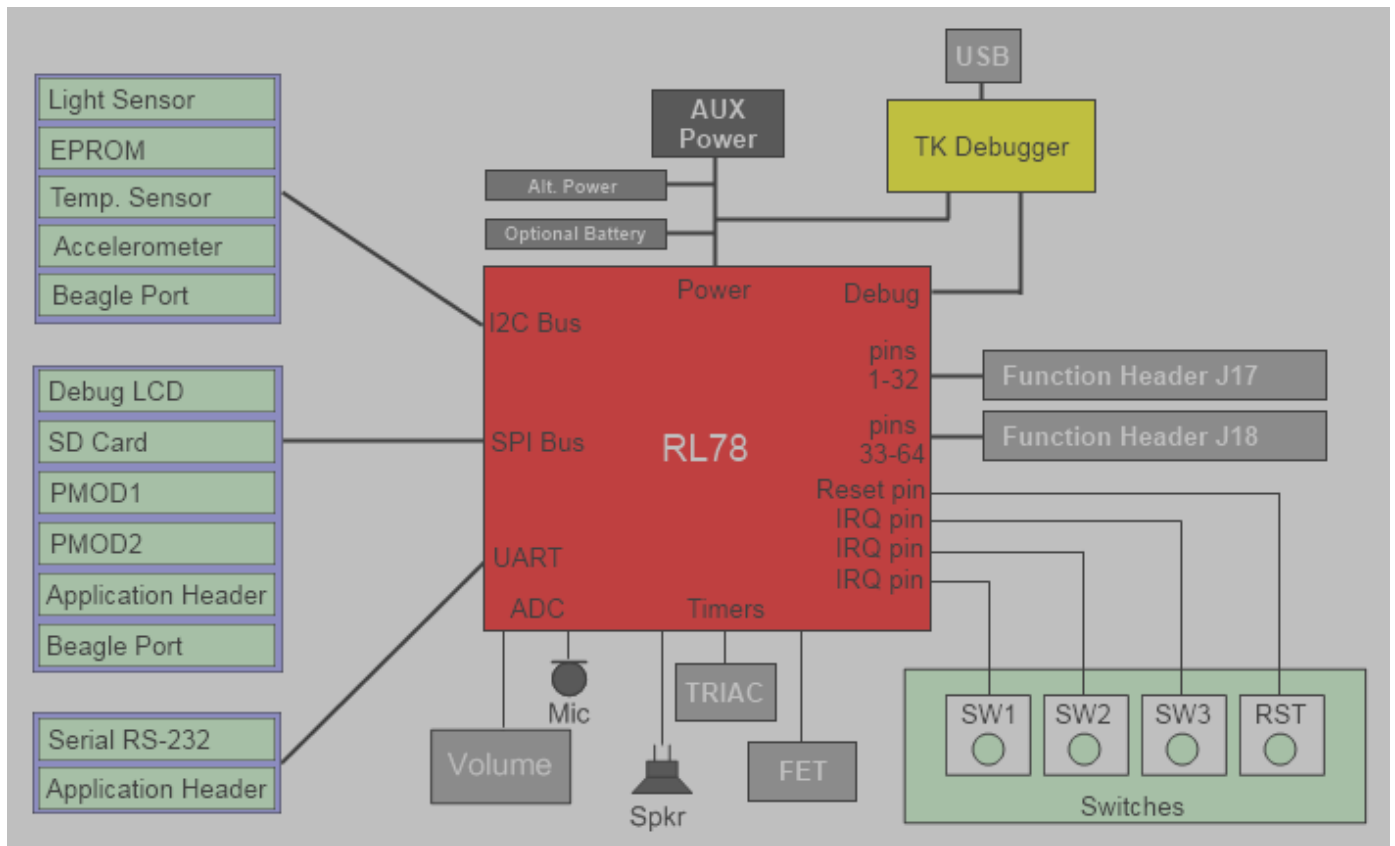 USB
AUX
Power
TK Debugger
Alt. Power
Optional Battery
Light Sensor
EPROM
Temp. Sensor
Accelerometer
Beagle Port
Debug LCD
SD Card
PMOD1
PMOD2
Application Header
Beagle Port
Serial RS-232
Application Header
Power
Debug
I2C Bus
pins
1-32
Function Header J17
pins
33-64
Function Header J18
SPI Bus
RL78
Reset pin
IRQ pin
IRQ pin
IRQ pin
UART
ADC
Timers
Mic
TRIAC
Volume
FET
Spkr
SW1
SW2
SW3
RST
Switches